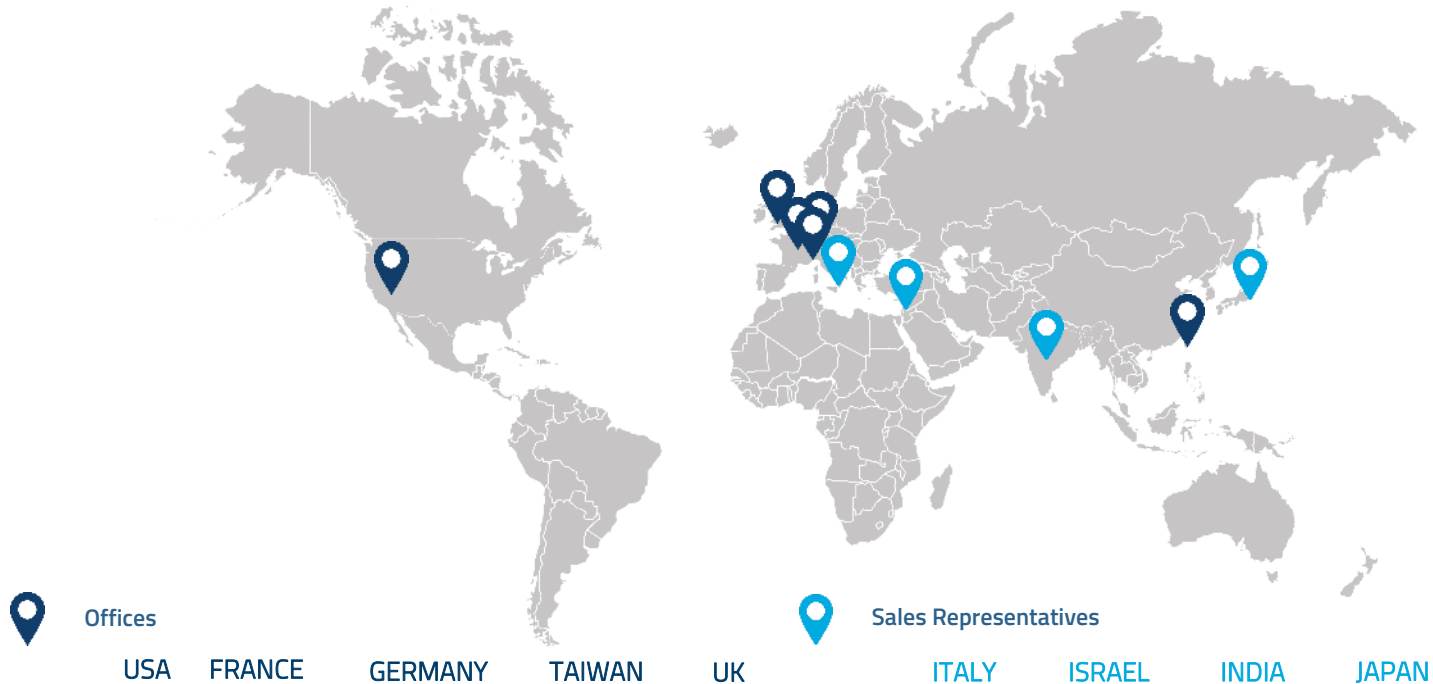 Offices
Sales Representatives
USA FRANCE GERMANY TAIWAN UK
ITALY ISRAEL INDIA JAPAN